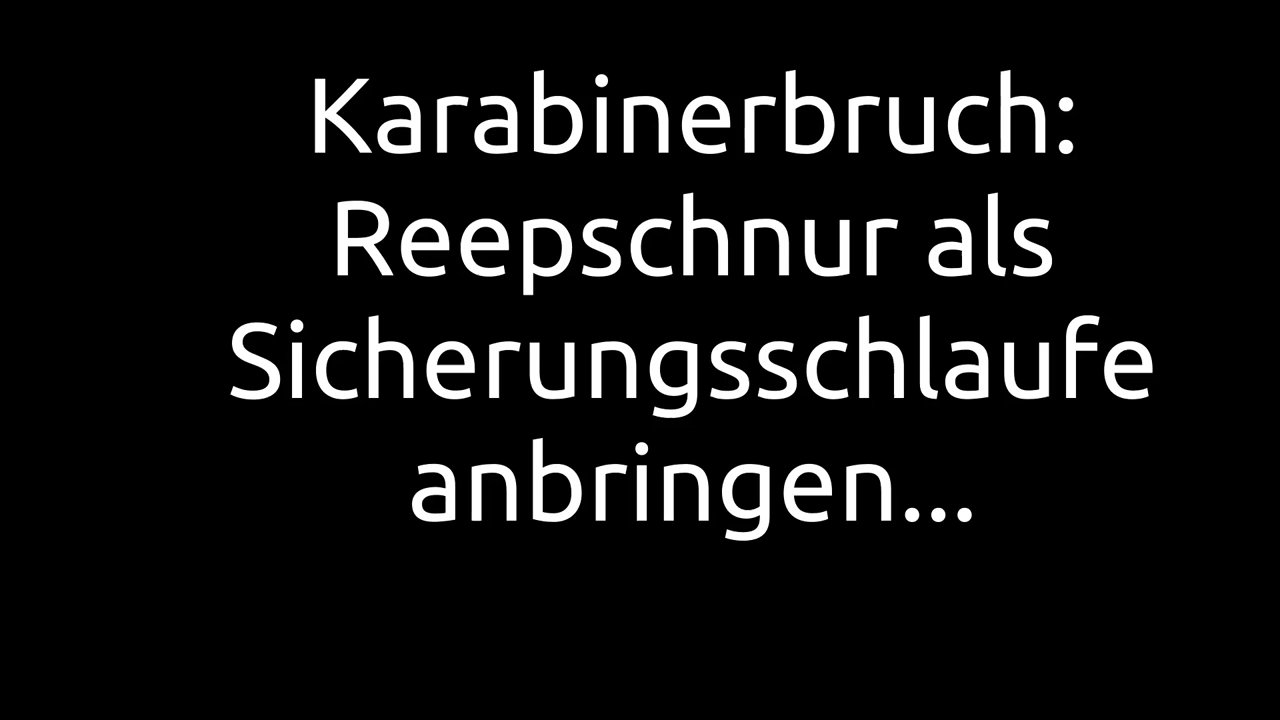 Karabinerbruch:
Reepschnur als
Sicherungsschlaufe
anbringen...